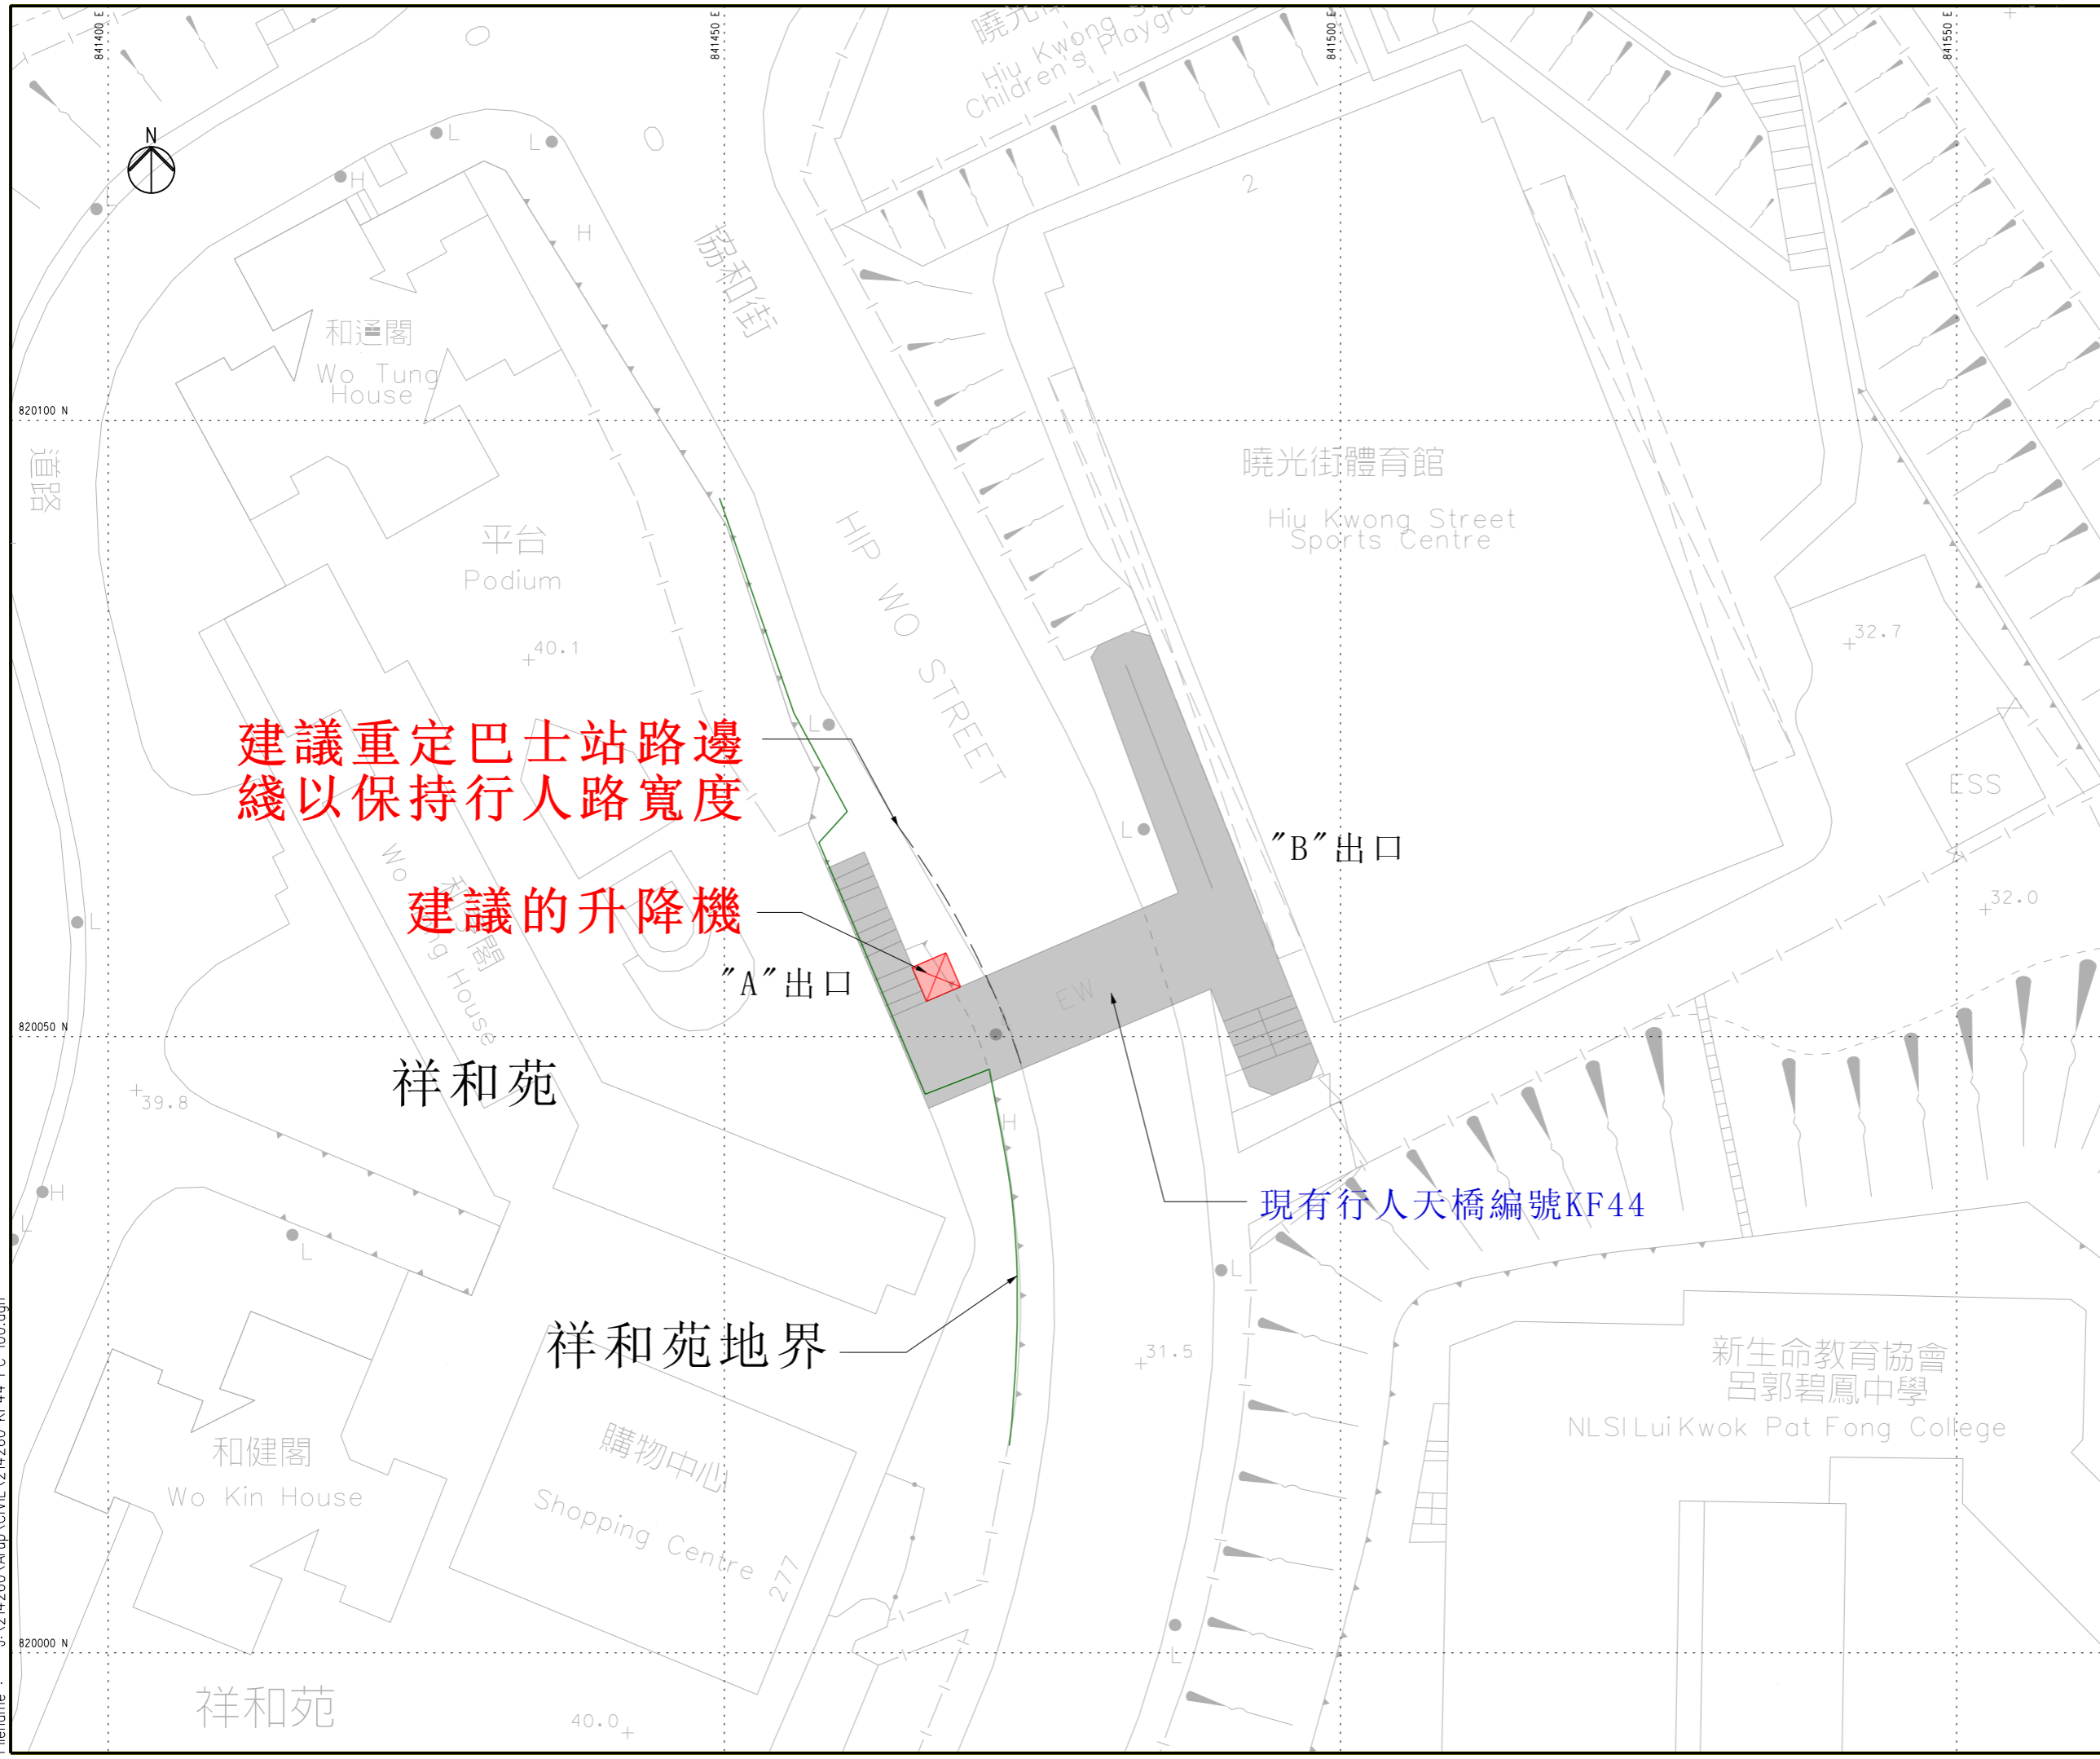 841400 E
841450 E
841500 E
841550 E
Hiu Kwong
Children's Playgro
N
L
L
H
H
2
協和街
和通閣
Wo Tung
House
820100 N
道路
曉光街體育館
Hiu Kwong Street
Sports Centre
平台
Podium
HIP WO STREET
40.1
32.7
建議重定巴士站路邊
綫以保持行人路寬度
L
ESS
L
"B"出口
建議的升降機
32.0
L
"A"出口
EW
820050 N
祥和苑
39.8
H
H
L
L
現有行人天橋編號KF44
L
祥和苑地界
31.5
新生命教育協會
呂郭碧鳳中學
NLSI Lui Kwok Pat Fong College
和健閣
Wo Kin House
購物中心
Shopping Centre
277
820000 N
L
祥和苑
40.0